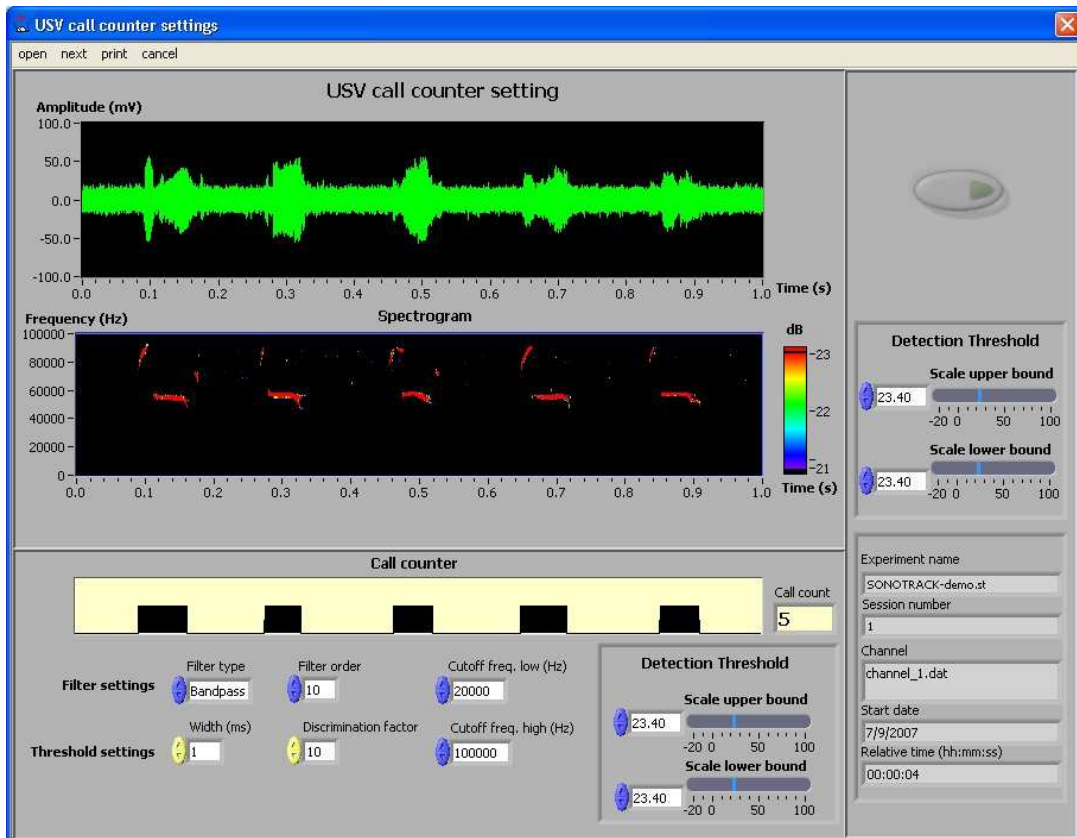 USV call counter settings
open next print cancel
USV call counter setting
Amplitude (mV)
100.0
50.0
0.0
-50.0
-100.0
0.0 0.1 0.2 0.3 0.4 0.5 0.6 0.7 0.8 0.9 1.0
Time (s)
Frequency (Hz)
Spectrogram
100000
80000
60000
40000
20000
0
0.0 0.1 0.2 0.3 0.4 0.5 0.6 0.7 0.8 0.9 1.0
dB
-23
-22
-21
Time (s)
Detection Threshold
Scale upper bound
23.40
-20 0 50 100
Scale lower bound
23.40
-20 0 50 100
Call counter
Call count
5
Filter settings
Filter type
Bandpass
Filter order
10
Cutoff freq. low (Hz)
20000
Threshold settings
Width (ms)
1
Discrimination factor
10
Cutoff freq. high (Hz)
100000
Detection Threshold
Scale upper bound
23.40
-20 0 50 100
Scale lower bound
23.40
-20 0 50 100
Experiment name
SONOTRACK-demo.st
Session number
1
Channel
channel_1.dat
Start date
7/9/2007
Relative time (hh:mm:ss)
00:00:04